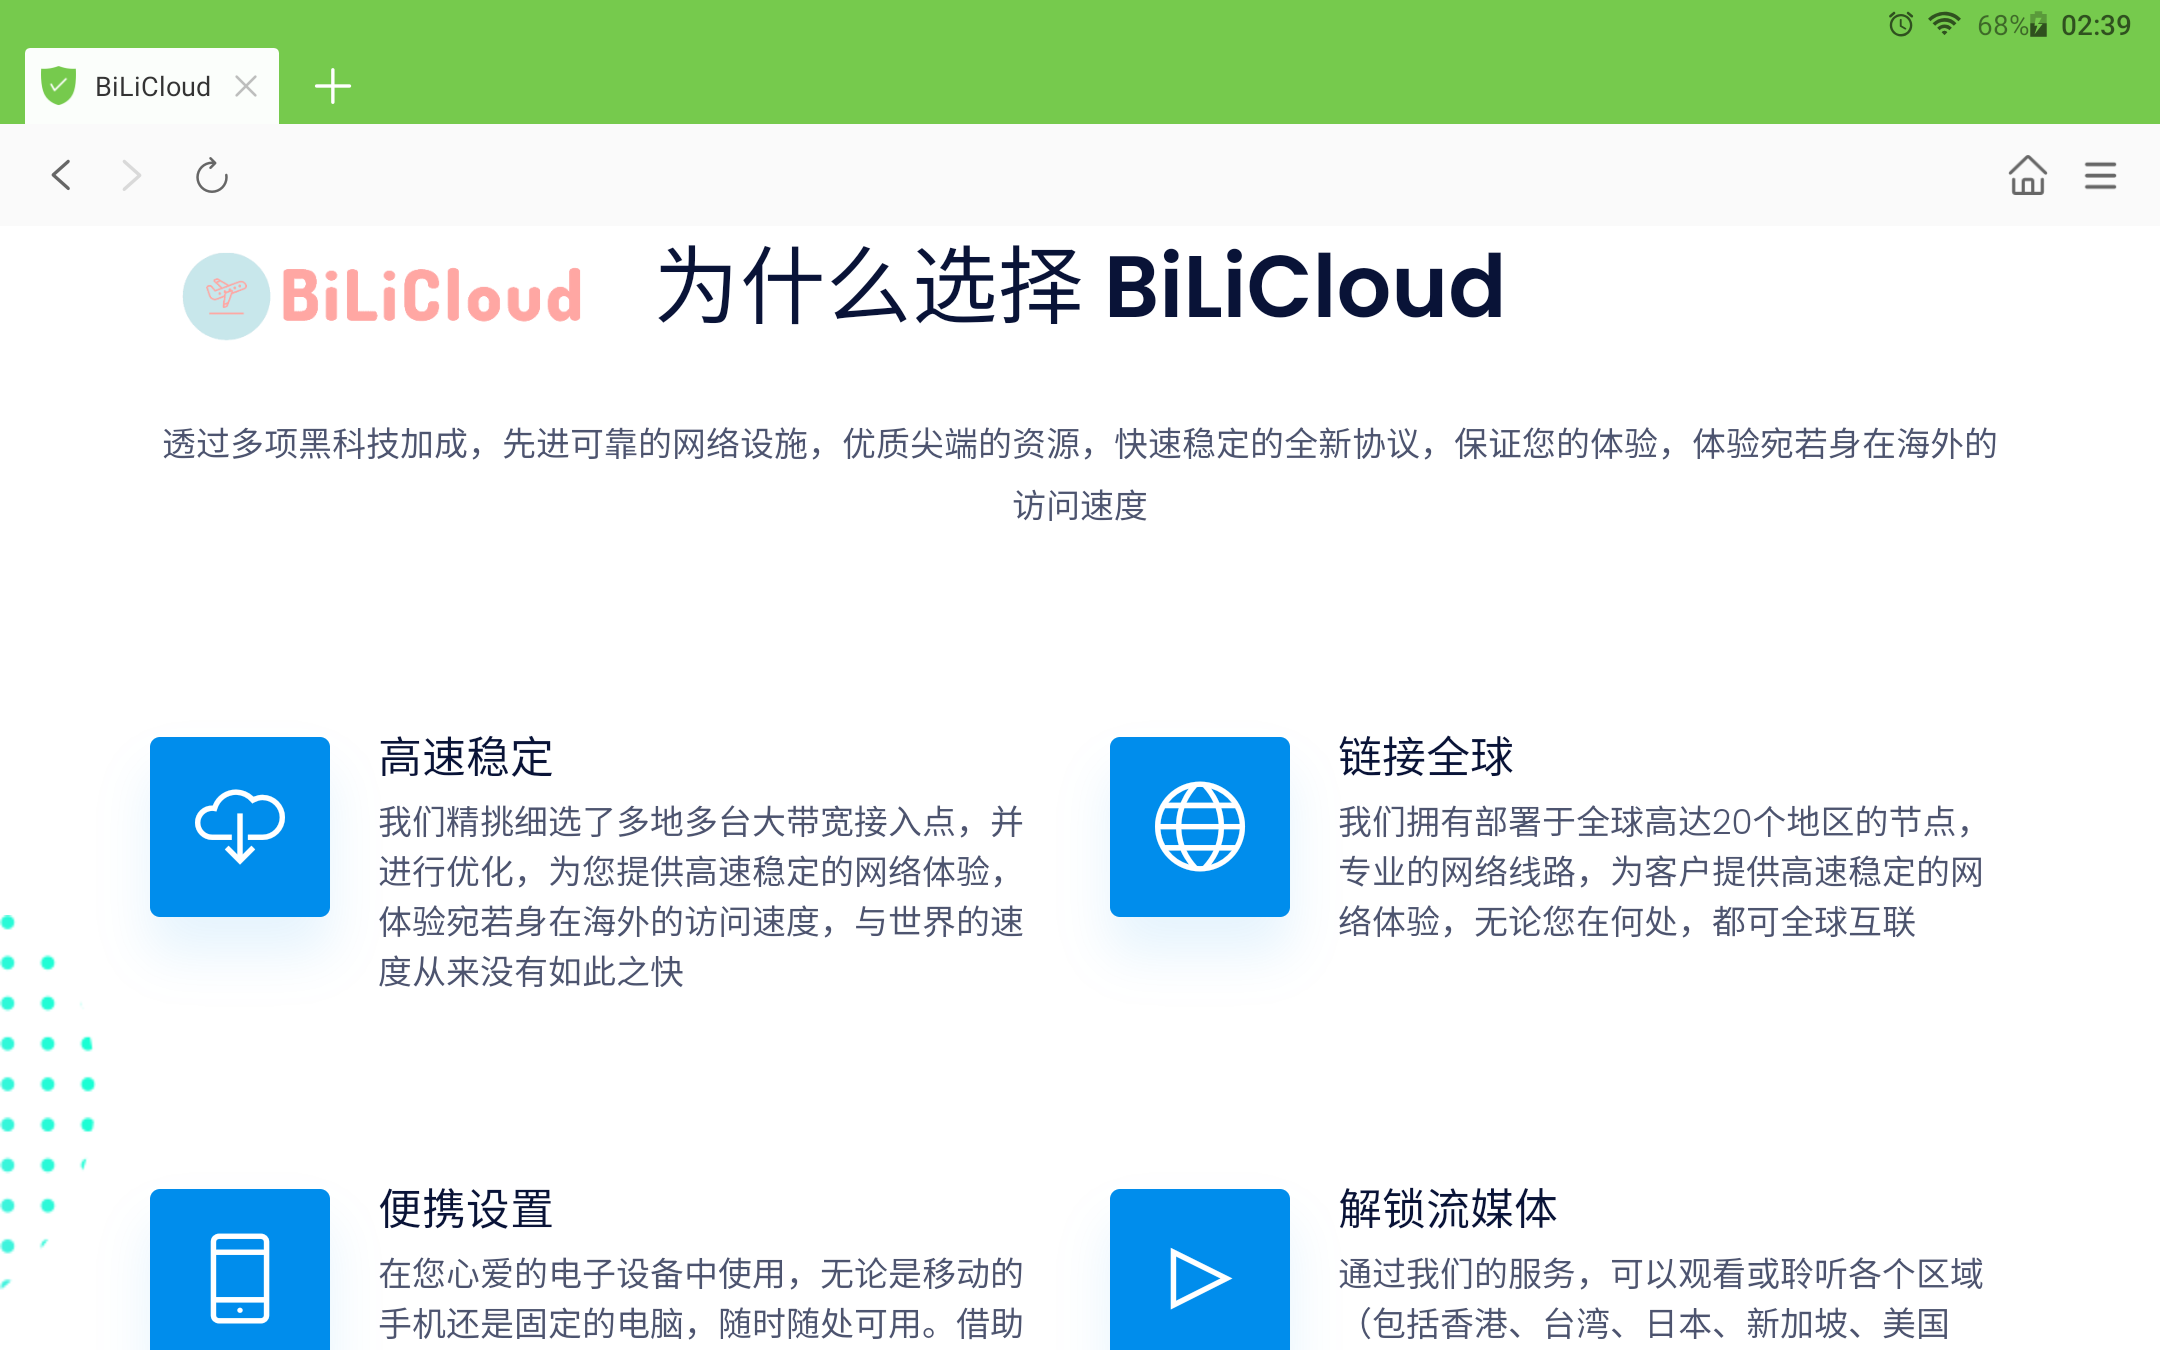 68% 02:39
BiLiCloud
BiLiCloud
为什么选择 BiLiCloud
透过多项黑科技加成，先进可靠的网络设施，优质尖端的资源，快速稳定的全新协议，保证您的体验，体验宛若身在海外的
访问速度
高速稳定
我们精挑细选了多地多台大带宽接入点，并
进行优化，为您提供高速稳定的网络体验，
体验宛若身在海外的访问速度，与世界的速
度从来没有如此之快
链接全球
我们拥有部署于全球高达20个地区的节点，
专业的网络线路，为客户提供高速稳定的网
络体验，无论您在何处，都可全球互联
便携设置
在您心爱的电子设备中使用，无论是移动的
手机还是固定的电脑，随时随处可用。借助
解锁流媒体
通过我们的服务，可以观看或聆听各个区域
（包括香港、台湾、日本、新加坡、美国